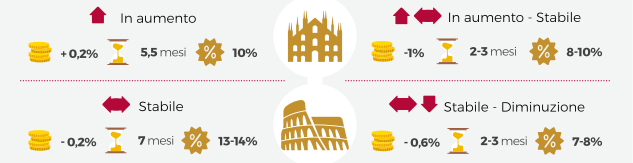 In aumento
+ 0,2% 5,5 mesi 10%
In aumento - Stabile
-1% 2-3 mesi 8-10%
Stabile
- 0,2% 7 mesi 13-14%
Stabile - Diminuzione
- 0,6% 2-3 mesi 7-8%